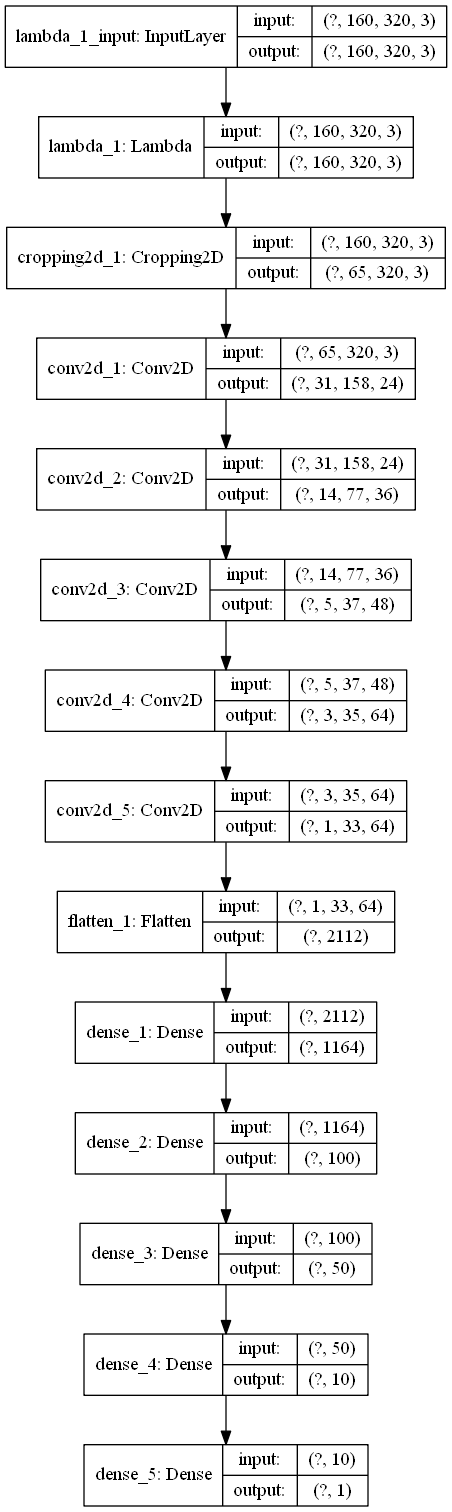 lambda_1_input: InputLayer
input: (?, 160, 320, 3)
output: (?, 160, 320, 3)
lambda_1: Lambda
input: (?, 160, 320, 3)
output: (?, 160, 320, 3)
cropping2d_1: Cropping2D
input: (?, 160, 320, 3)
output: (?, 65, 320, 3)
conv2d_1: Conv2D
input: (?, 65, 320, 3)
output: (?, 31, 158, 24)
conv2d_2: Conv2D
input: (?, 31, 158, 24)
output: (?, 14, 77, 36)
conv2d_3: Conv2D
input: (?, 14, 77, 36)
output: (?, 5, 37, 48)
conv2d_4: Conv2D
input: (?, 5, 37, 48)
output: (?, 3, 35, 64)
conv2d_5: Conv2D
input: (?, 3, 35, 64)
output: (?, 1, 33, 64)
flatten_1: Flatten
input: (?, 1, 33, 64)
output: (?, 2112)
dense_1: Dense
input: (?, 2112)
output: (?, 1164)
dense_2: Dense
input: (?, 1164)
output: (?, 100)
dense_3: Dense
input: (?, 100)
output: (?, 50)
dense_4: Dense
input: (?, 50)
output: (?, 10)
dense_5: Dense
input: (?, 10)
output: (?, 1)